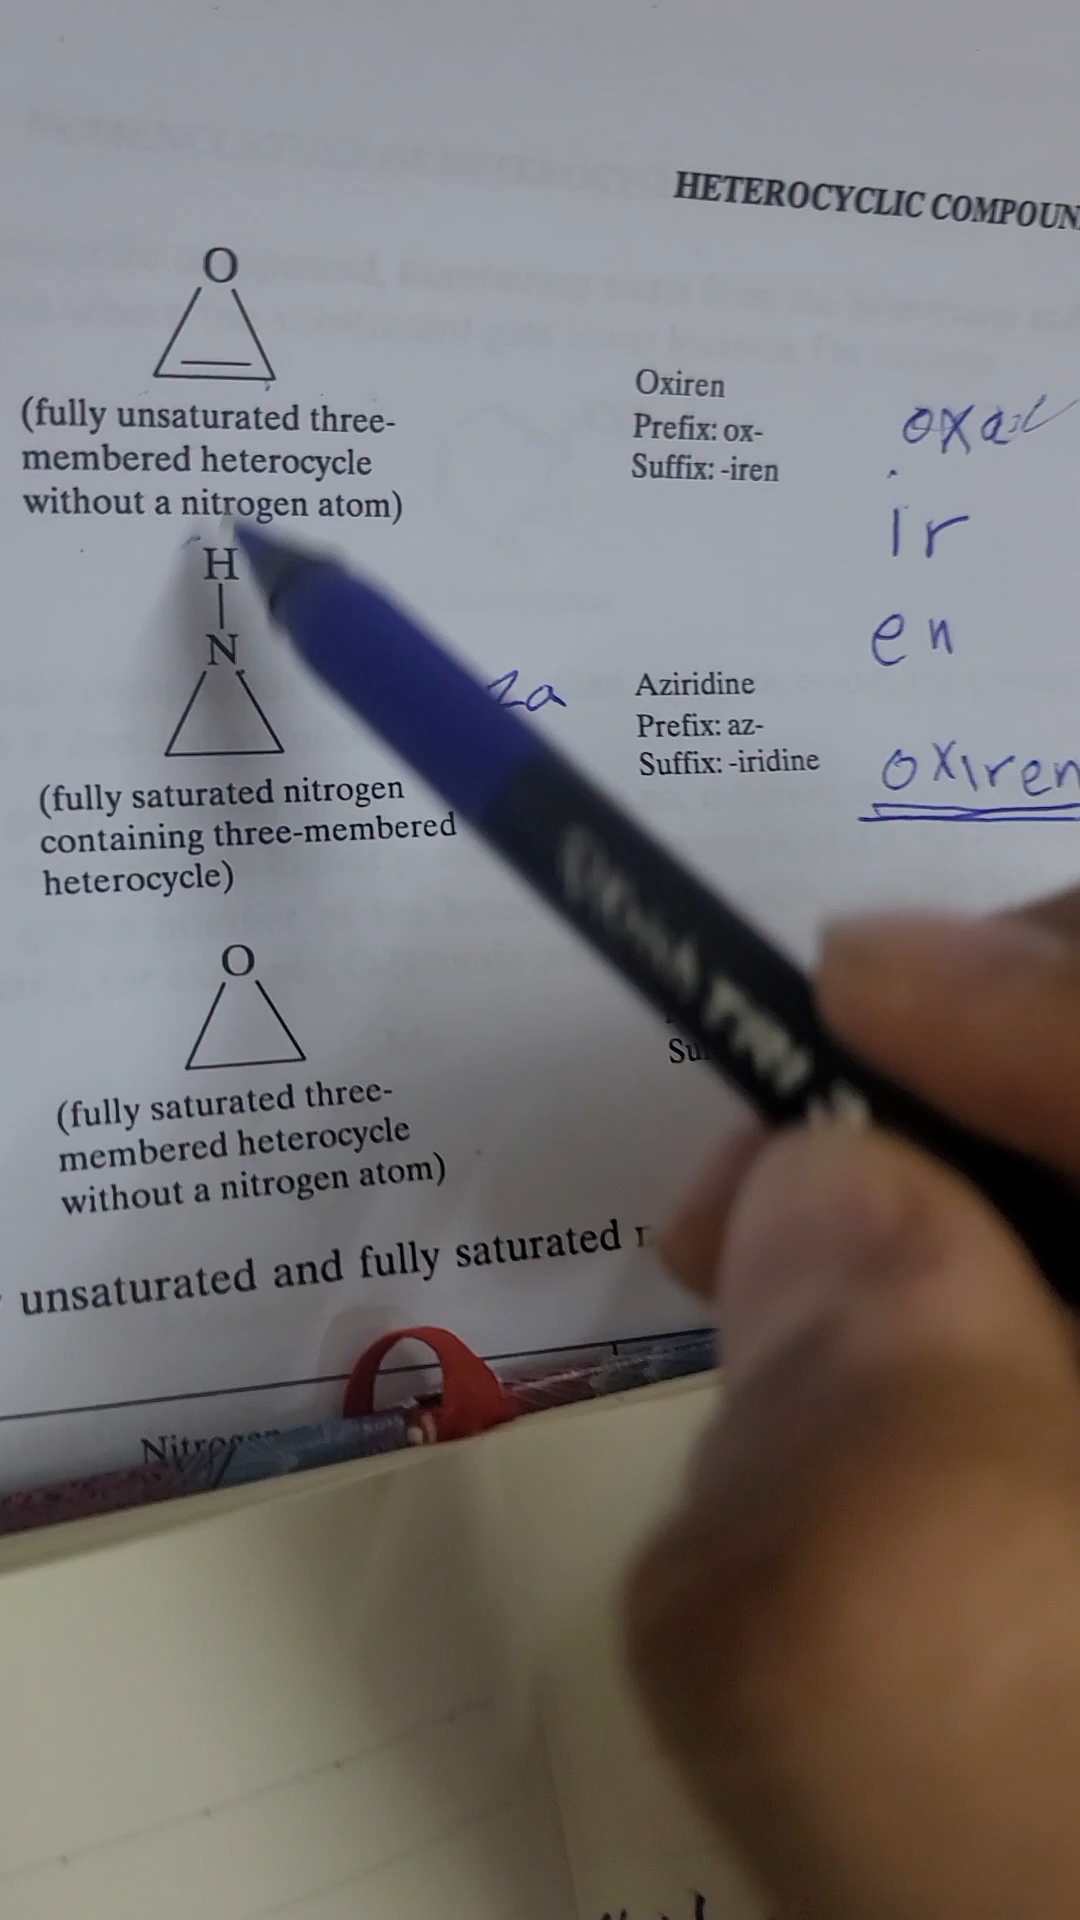 HETEROCYCLIC COMPOUN
O
(fully unsaturated three-
membered heterocycle
without a nitrogen atom)
Oxiren
Prefix: ox-
Suffix: -iren
ir
en
oxiren
H
N
(fully saturated nitrogen
containing three-membered
heterocycle)
Aziridine
Prefix: az-
Suffix: -iridine
O
(fully saturated three-
membered heterocycle
without a nitrogen atom)
Su
unsaturated and fully saturated
Nitrogen